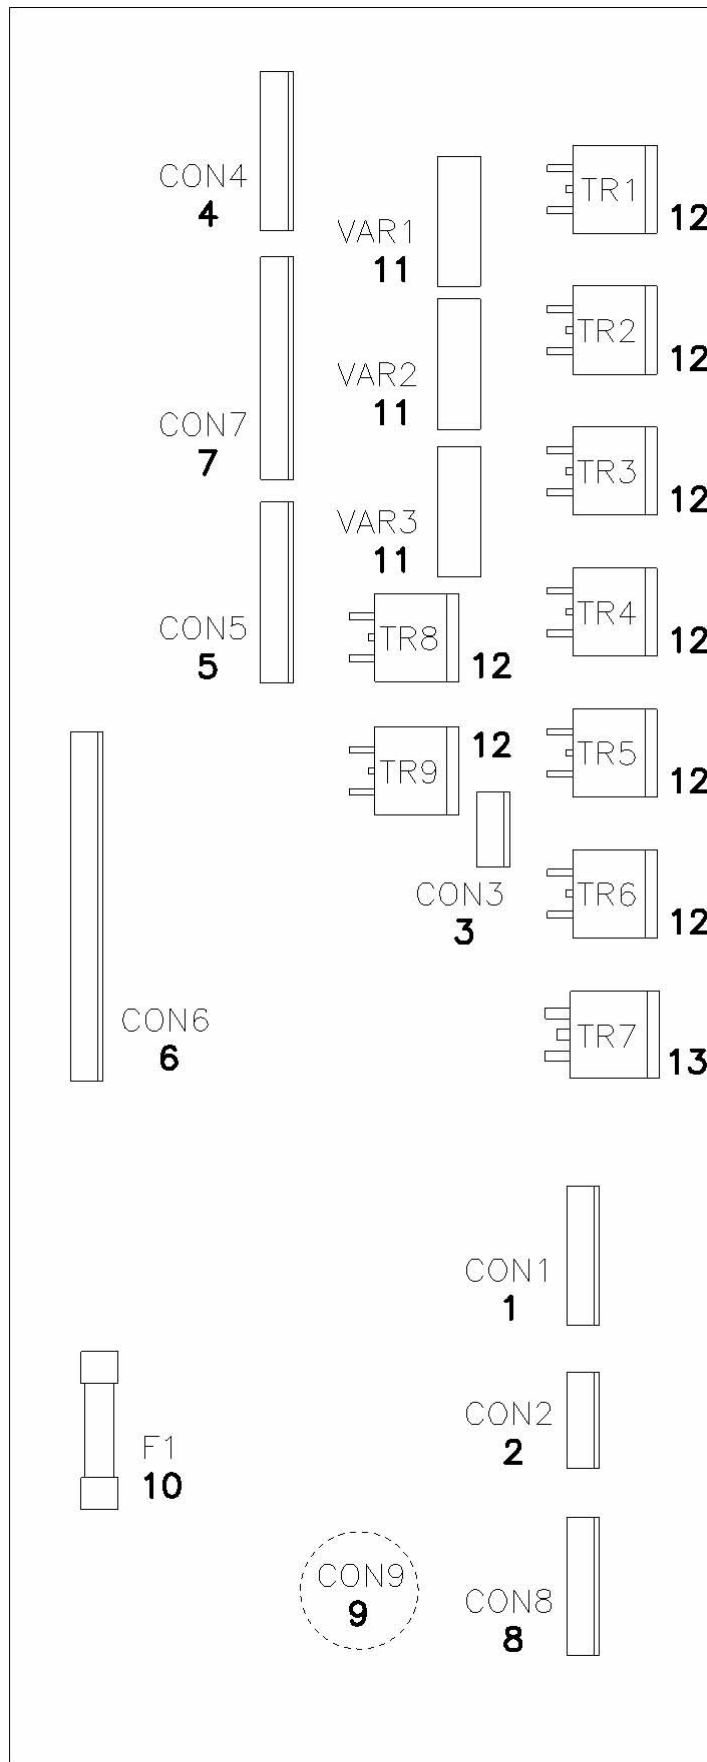 CON4
4
TR1
12
VAR1
11
TR2
12
VAR2
11
CON7
7
TR3
12
VAR3
11
CON5
5
TR8
12
TR4
12
TR9
12
TR5
12
CON3
3
TR6
12
CON6
6
TR7
13
CON1
1
CON2
2
F1
10
CON9
9
CON8
8